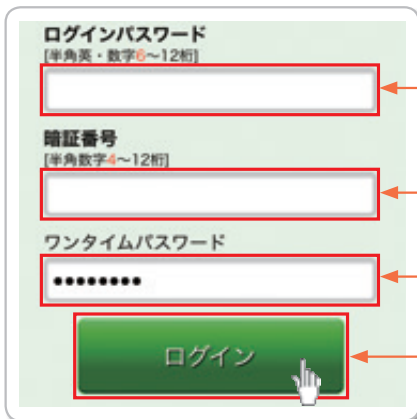 ログインパスワード
[半角英・数字6～12桁]
暗証番号
[半角数字4～12桁]
ワンタイムパスワード
••••••••
ログイン